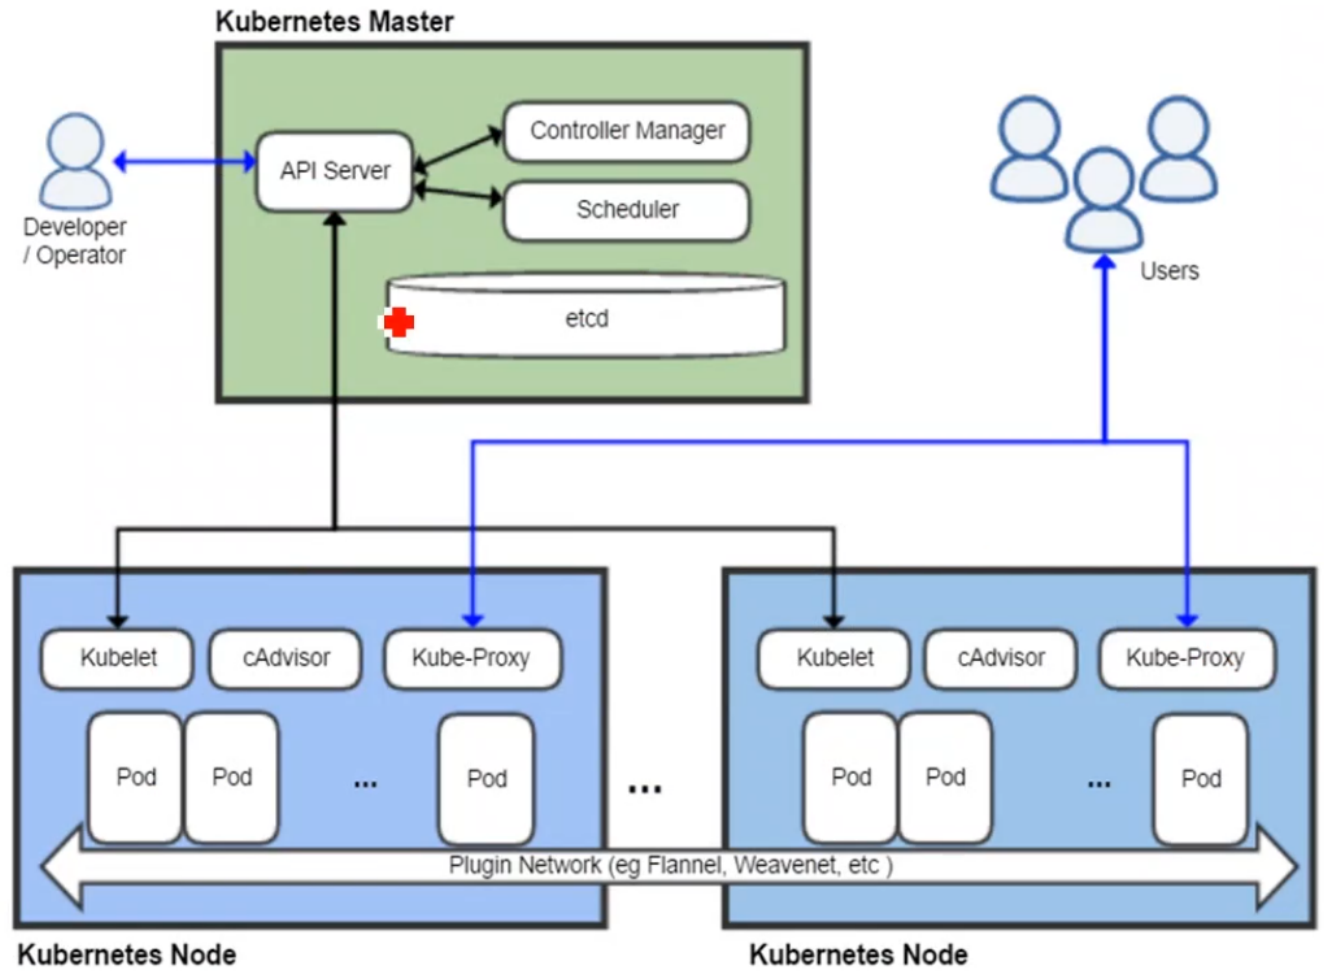 Kubernetes Master
Controller Manager
API Server
Scheduler
Developer
/ Operator
Users
etcd
Kubelet
cAdvisor
Kube-Proxy
Kubelet
cAdvisor
Kube-Proxy
Pod
Pod
...
Pod
...
Pod
Pod
...
Pod
Plugin Network (eg Flannel, Weavenet, etc )
Kubernetes Node
Kubernetes Node